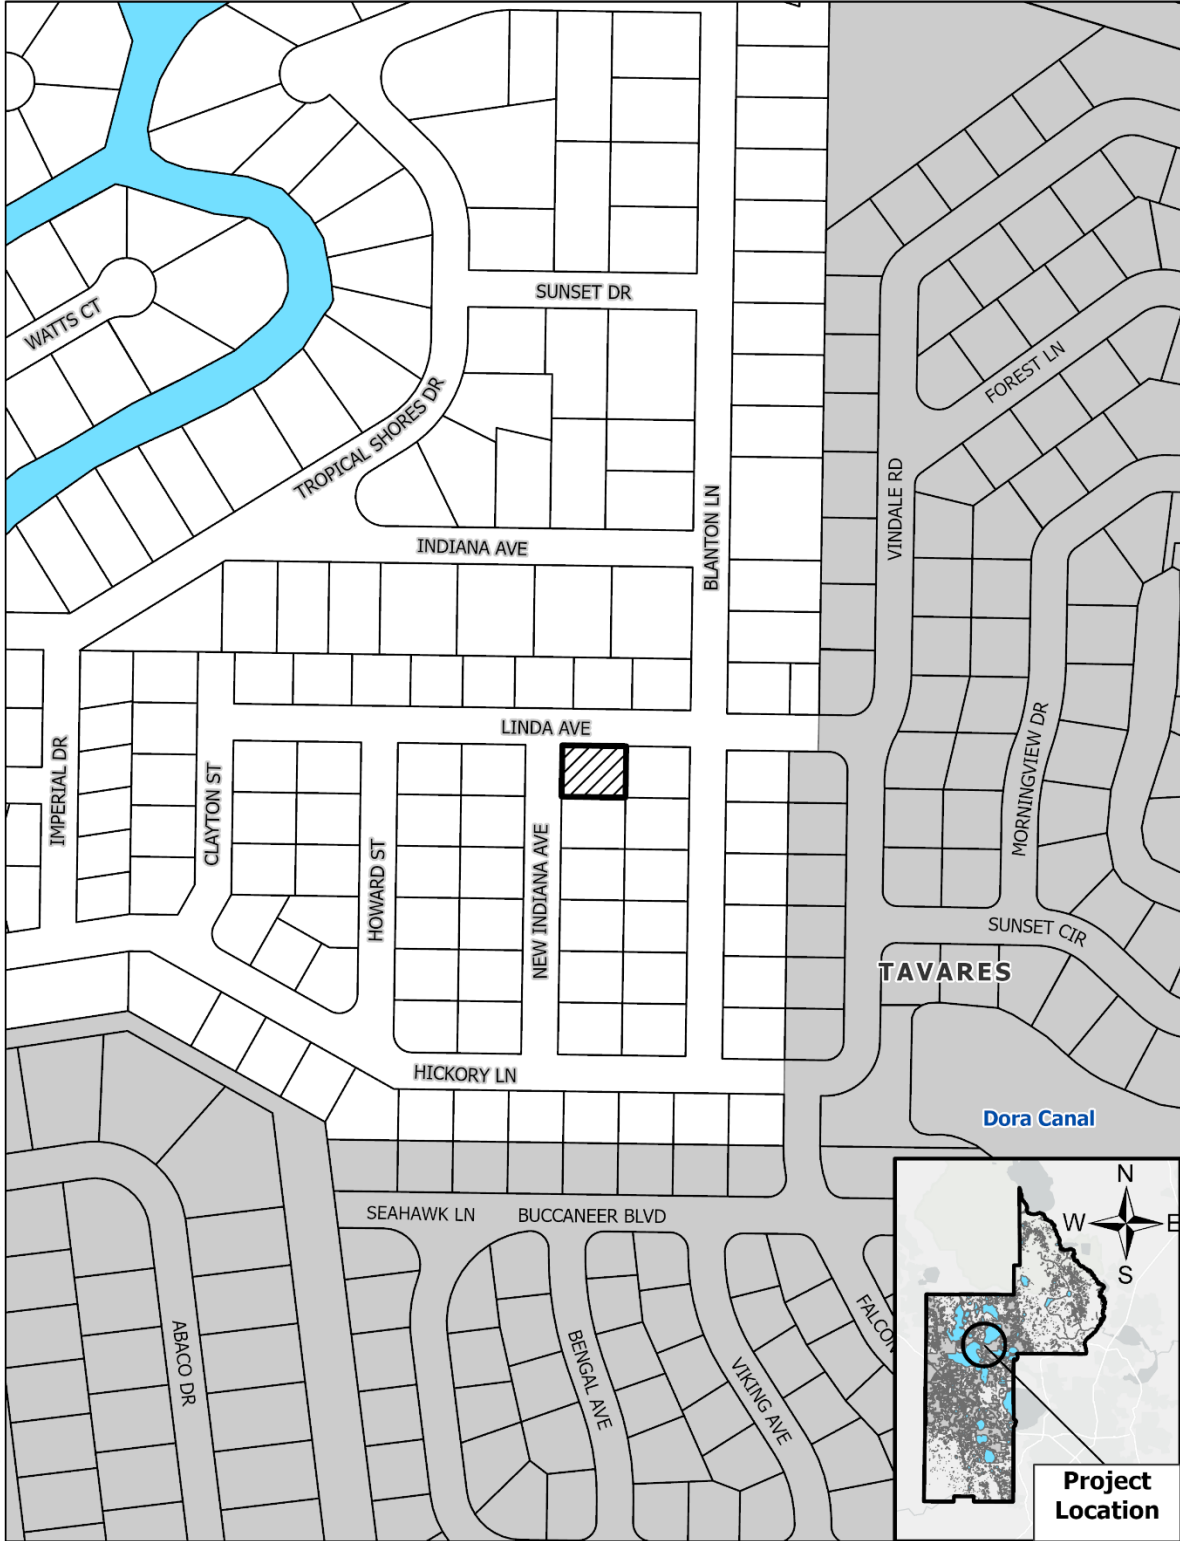 SUNSET DR
WATTS CT
FOREST LN
TROPICAL SHORES DR
VINDALE RD
BLANTON LN
INDIANA AVE
LINDA AVE
IMPERIAL DR
CLAYTON ST
HOWARD ST
NEW INDIANA AVE
MORNINGVIEW DR
SUNSET CIR
TAVARES
HICKORY LN
Dora Canal
SEAHAWK LN
BUCCANEER BLVD
ABACO DR
BENGAL AVE
VIKING AVE
FALCON
N
W
E
S
Project
Location